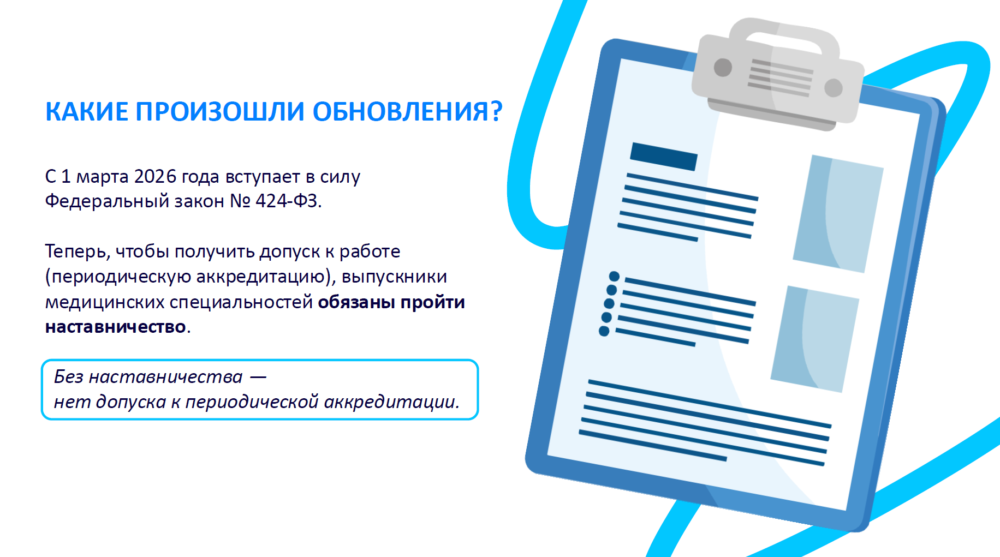 КАКИЕ ПРОИЗОШЛИ ОБНОВЛЕНИЯ?
С 1 марта 2026 года вступает в силу
Федеральный закон № 424-ФЗ.
Теперь, чтобы получить допуск к работе
(периодическую аккредитацию), выпускники
медицинских специальностей обязаны пройти
наставничество.
Без наставничества —
нет допуска к периодической аккредитации.